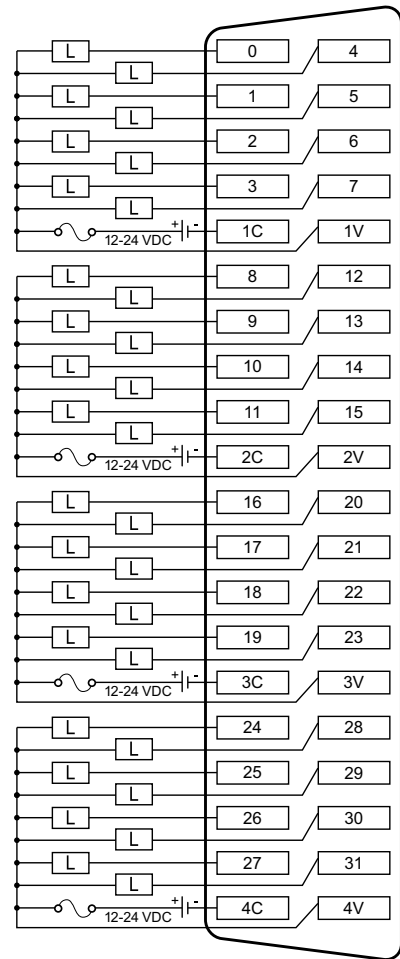 L 0 4
L
L 1 5
L
L 2 6
L
L 3 7
L
12-24 VDC + - 1C 1V
L 8 12
L
L 9 13
L
L 10 14
L
L 11 15
L
12-24 VDC + - 2C 2V
L 16 20
L
L 17 21
L
L 18 22
L
L 19 23
L
12-24 VDC + - 3C 3V
L 24 28
L
L 25 29
L
L 26 30
L
L 27 31
L
12-24 VDC + - 4C 4V